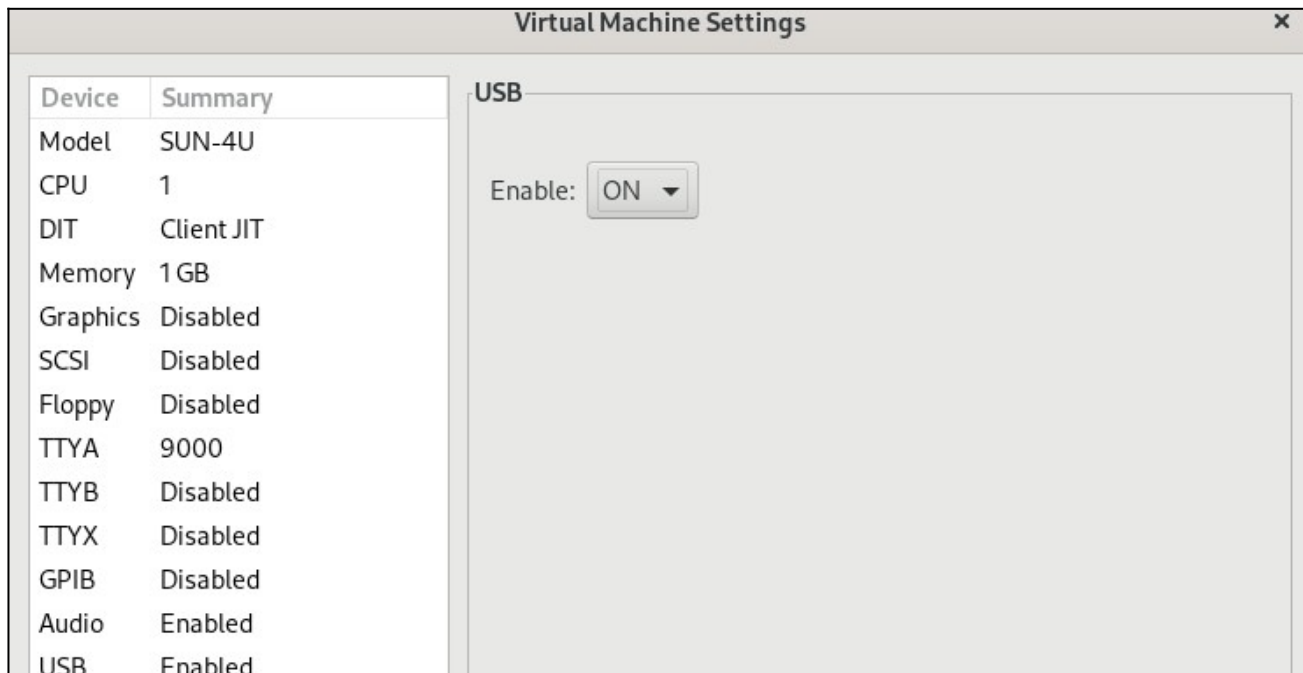 Virtual Machine Settings ×
Device Summary
Model SUN-4U
CPU 1
DIT Client JIT
Memory 1 GB
Graphics Disabled
SCSI Disabled
Floppy Disabled
TTYA 9000
TTYB Disabled
TTYX Disabled
GPIB Disabled
Audio Enabled
USB Enabled
USB
Enable: ON